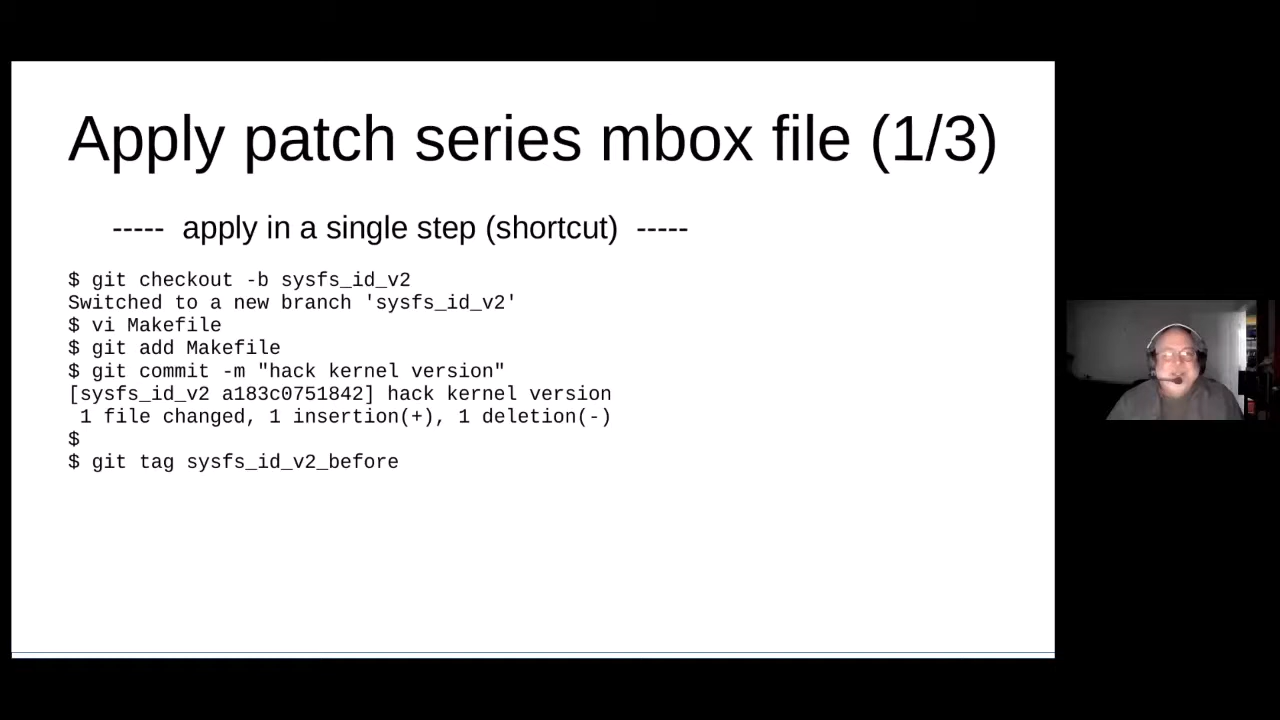 Apply patch series mbox file (1/3)
----- apply in a single step (shortcut) -----
$ git checkout -b sysfs_id_v2
Switched to a new branch 'sysfs_id_v2'
$ vi Makefile
$ git add Makefile
$ git commit -m "hack kernel version"
[sysfs_id_v2 a183c0751842] hack kernel version
 1 file changed, 1 insertion(+), 1 deletion(-)
$
$ git tag sysfs_id_v2_before